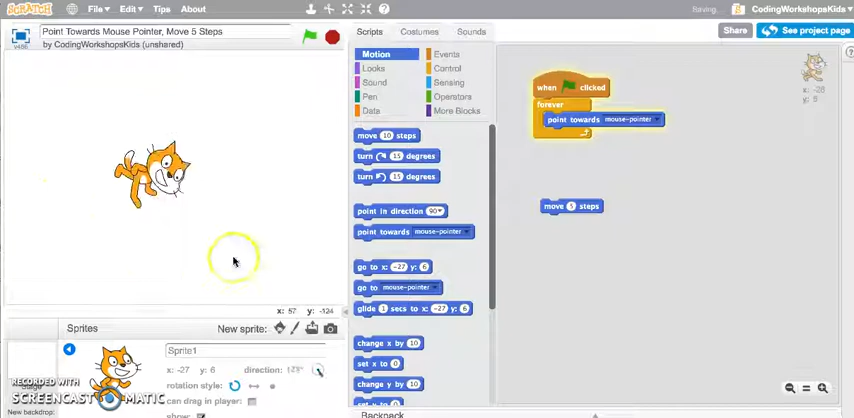 SCRATCH File Edit Tips About Saving... CodingWorkshopsKids
Point Towards Mouse Pointer, Move 5 Steps
by CodingWorkshopsKids (unshared)
v456
Scripts Costumes Sounds
Share See project page
Motion Events
Looks Control
Sound Sensing
Pen Operators
Data More Blocks
move 10 steps
turn 15 degrees
turn 15 degrees
point in direction 90
point towards mouse-pointer
go to x: -27 y: 6
go to mouse-pointer
glide 1 secs to x: -27 y: 6
change x by 10
set x to 0
change y by 10
when clicked
forever
point towards mouse-pointer
move 5 steps
x: -28
x: 57 y: -124
Sprites New sprite:
Sprite1
x: -27 y: 6 direction:
rotation style:
can drag in player:
show:
Stage
New backdrop:
RECORDED WITH
SCREENCAST MATIC
Backpack